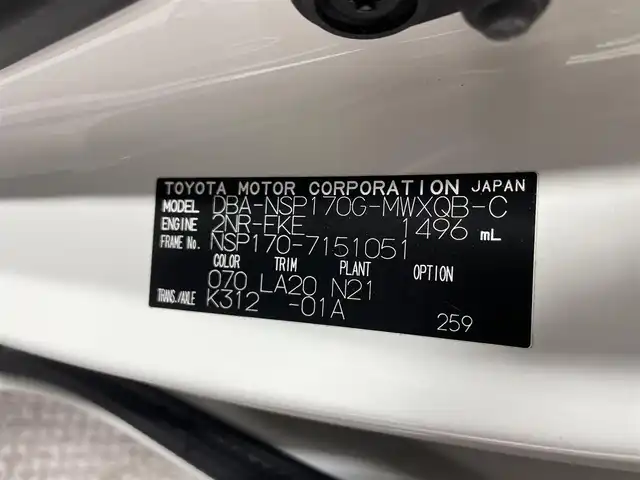 TOYOTA MOTOR CORPORATION JAPAN
MODEL DBA-NSP170G-MWXQB-C
ENGINE 2NR-FKE 1496 mL
FRAME No. NSP170-7151051
COLOR TRIM PLANT OPTION
070 LA20 N21
TRANS./AXLE K312 -01A
259